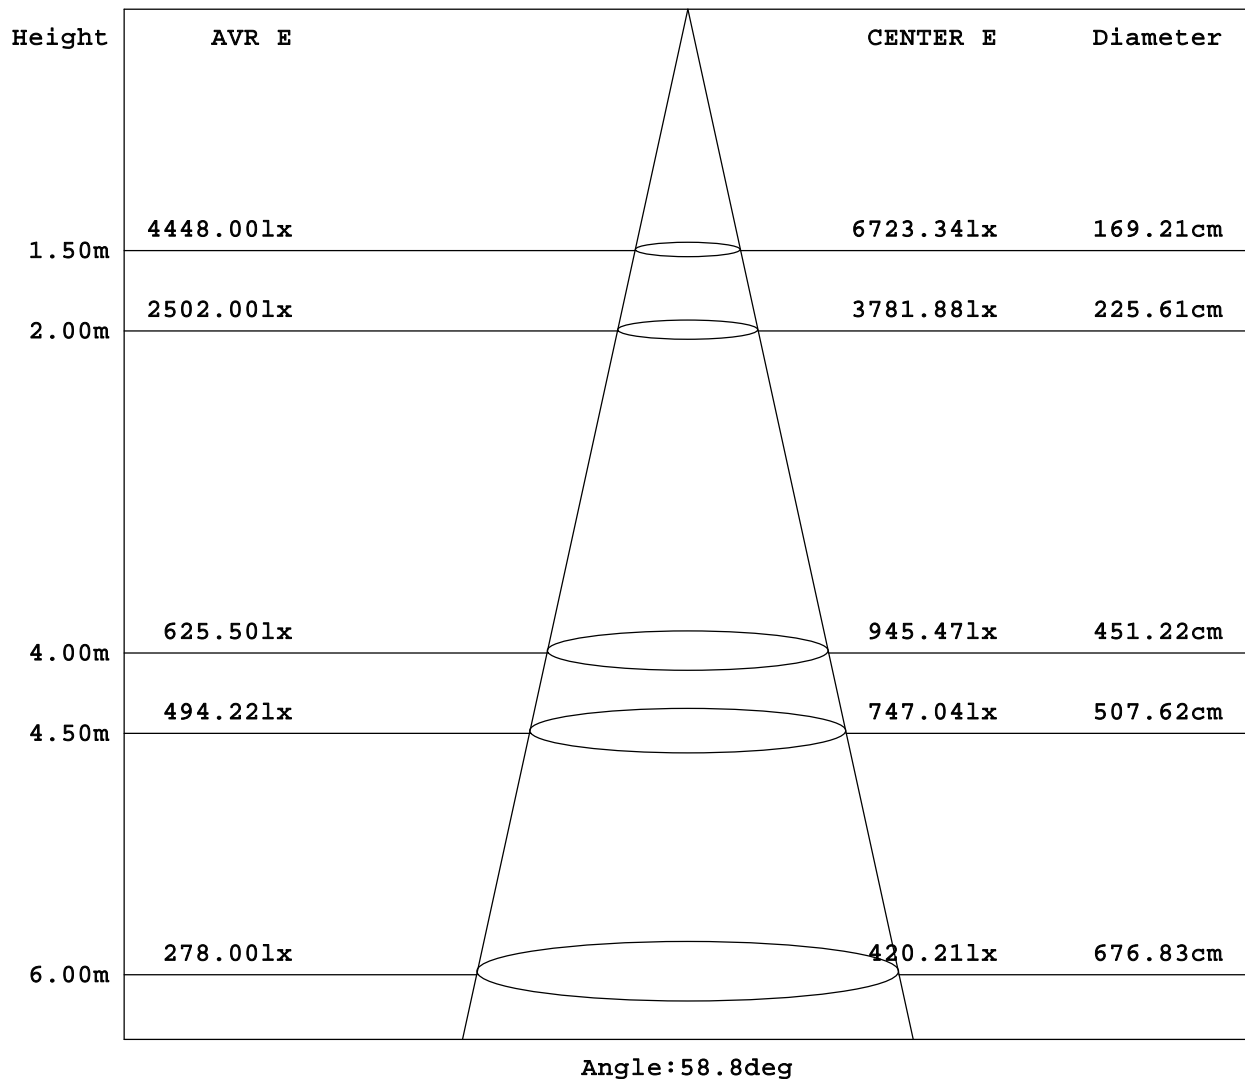 Height AVR E CENTER E Diameter
4448.00lx 6723.34lx 169.21cm
1.50m
2502.00lx 3781.88lx 225.61cm
2.00m
625.50lx 945.47lx 451.22cm
4.00m
494.22lx 747.04lx 507.62cm
4.50m
278.00lx 420.21lx 676.83cm
6.00m
Angle:58.8deg